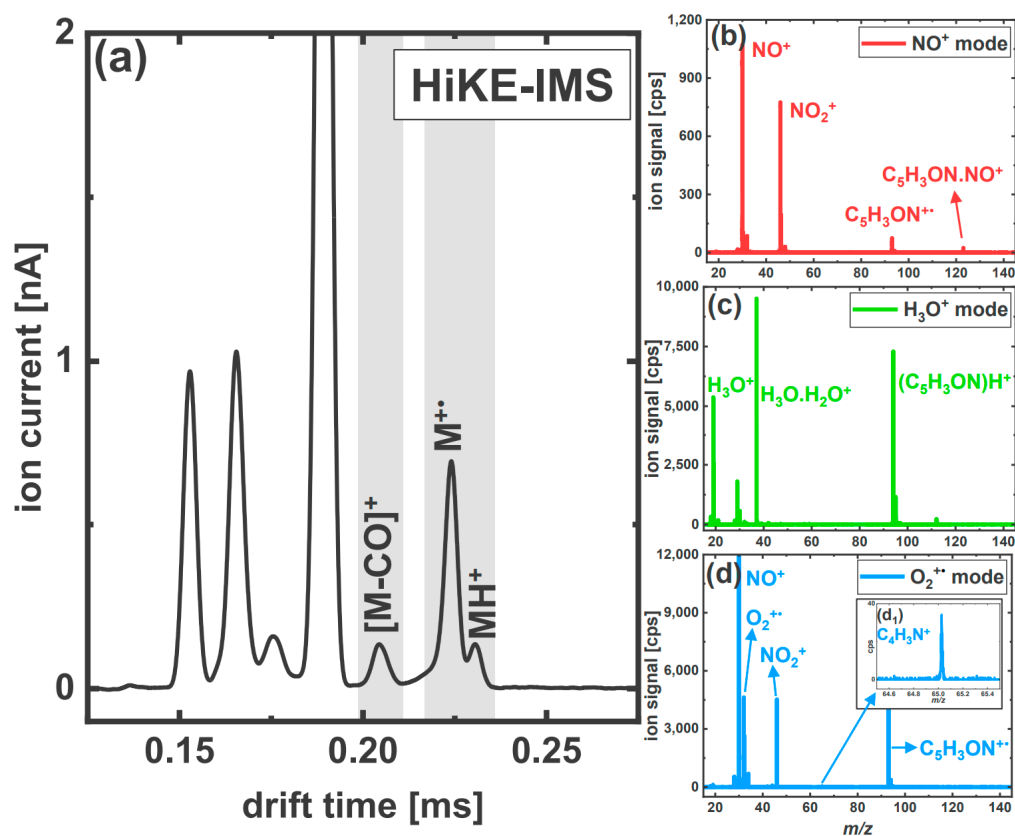 (a)
HiKE-IMS
2
1
0
ion current [nA]
[M-CO]⁺
M⁺•
MH⁺
0.15
0.20
0.25
drift time [ms]
(b)
NO⁺ mode
1,200
900
600
300
0
ion signal [cps]
NO⁺
NO₂⁺
C₅H₃ON⁺•
C₅H₃ON.NO⁺
20 40 60 80 100 120 140
(c)
H₃O⁺ mode
10,000
7,500
5,000
2,500
0
ion signal [cps]
H₃O⁺
H₃O.H₂O⁺
(C₅H₃ON)H⁺
20 40 60 80 100 120 140
(d)
O₂⁺• mode
12,000
9,000
6,000
3,000
0
ion signal [cps]
NO⁺
O₂⁺•
NO₂⁺
C₅H₃ON⁺•
(d₁)
C₄H₃N⁺
40
0
cps
64.6 64.8 65.0 65.2 65.4
m/z
20 40 60 80 100 120 140
m/z